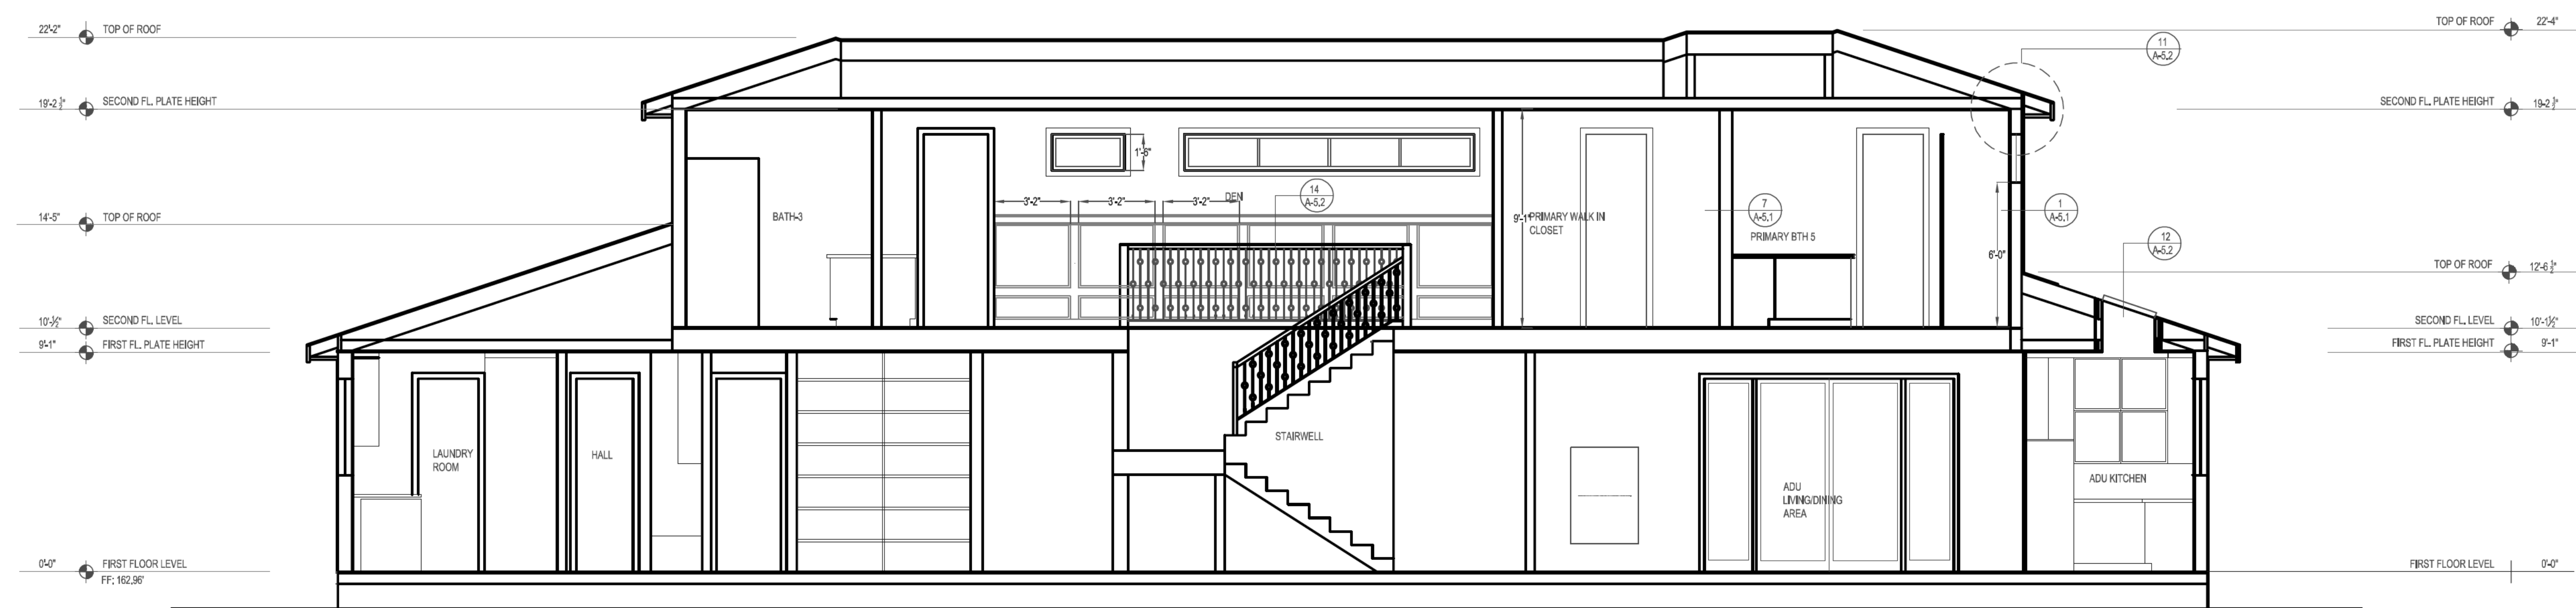 22'-2" TOP OF ROOF
TOP OF ROOF 22'-4"
11
A-5.2
19'-2 ½" SECOND FL. PLATE HEIGHT
SECOND FL. PLATE HEIGHT 19-2 ½"
1'-6"
14
A-5.2
DEN
3'-2" 3'-2" 3'-2"
7
A-5.1
1
A-5.1
14'-5" TOP OF ROOF
BATH-3
9'-1"
PRIMARY WALK IN
CLOSET
PRIMARY BTH 5
12
A-5.2
6'-0"
TOP OF ROOF 12'-6 ½"
10'-½" SECOND FL. LEVEL
SECOND FL. LEVEL 10'-1½"
9'-1" FIRST FL. PLATE HEIGHT
FIRST FL. PLATE HEIGHT 9'-1"
STAIRWELL
LAUNDRY
ROOM
HALL
ADU
LIVING/DINING
AREA
ADU KITCHEN
0'-0" FIRST FLOOR LEVEL
FF; 162.96'
FIRST FLOOR LEVEL 0'-0"